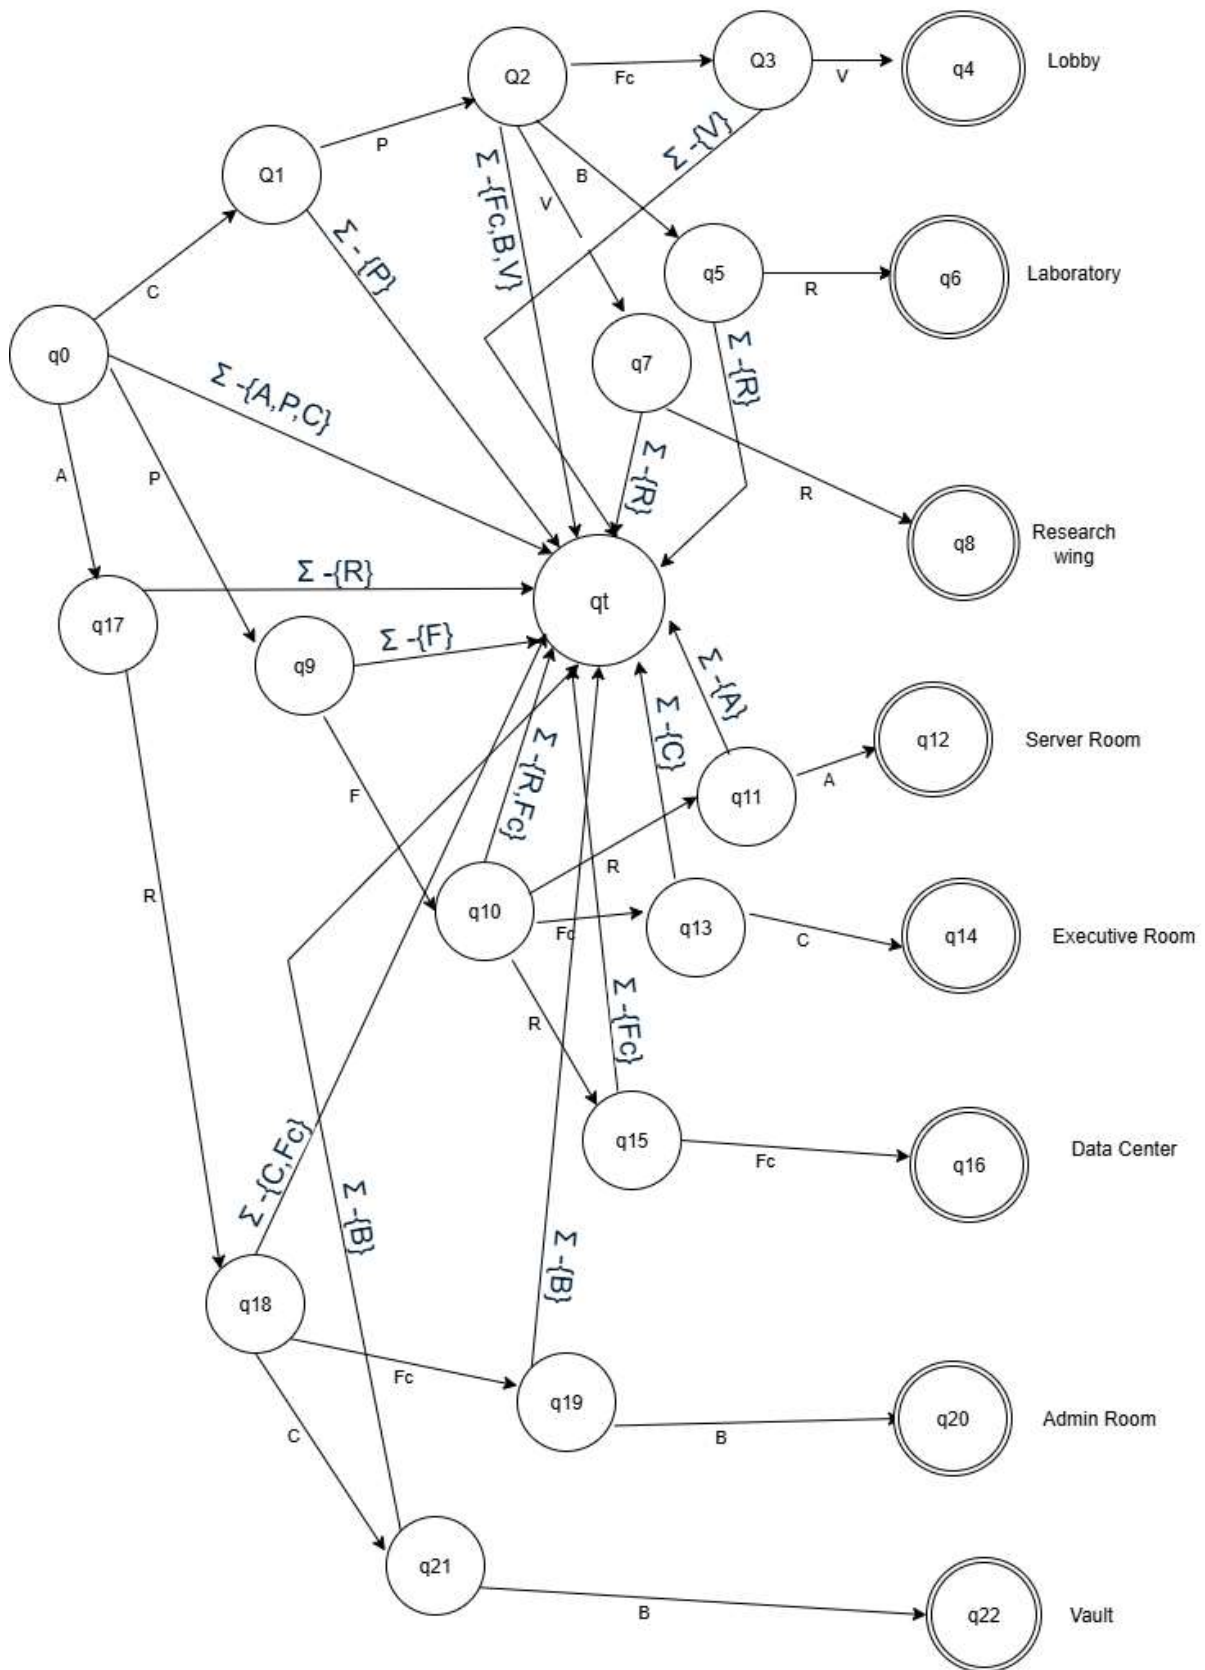 Q2
Fc
Q3
V
q4
Lobby
P
Σ -{V}
Q1
Σ -{Fc,B,V}
B
V
Σ - {P}
q5
R
q6
Laboratory
C
q0
q7
Σ -{R}
Σ -{A,P,C}
A
P
Σ -{R}
R
q8
Research
wing
Σ -{R}
qt
q17
Σ -{F}
q9
Σ -{A}
Σ -{C}
q12
Server Room
Σ -{R,Fc}
F
q11
A
R
R
q10
Fc
q13
C
q14
Executive Room
R
Σ -{Fc}
q15
Fc
q16
Data Center
Σ -{C,Fc}
Σ -{B}
Σ -{B}
q18
Fc
q19
B
q20
Admin Room
C
q21
B
q22
Vault